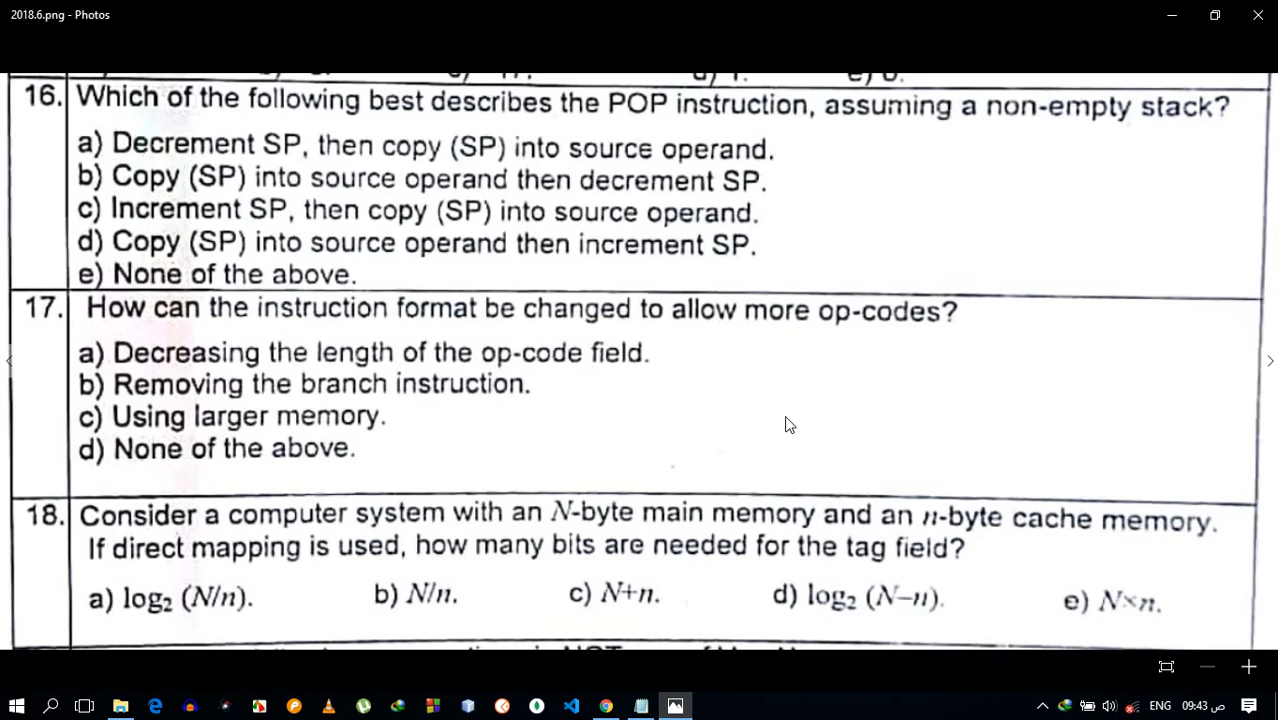 2018.6.png - Photos
16. Which of the following best describes the POP instruction, assuming a non-empty stack?
a) Decrement SP, then copy (SP) into source operand.
b) Copy (SP) into source operand then decrement SP.
c) Increment SP, then copy (SP) into source operand.
d) Copy (SP) into source operand then increment SP.
e) None of the above.
17. How can the instruction format be changed to allow more op-codes?
a) Decreasing the length of the op-code field.
b) Removing the branch instruction.
c) Using larger memory.
d) None of the above.
18. Consider a computer system with an N-byte main memory and an n-byte cache memory.
If direct mapping is used, how many bits are needed for the tag field?
a) log₂ (N/n). b) N/n. c) N+n. d) log₂ (N–n). e) N×n.
ENG 09:43 ص